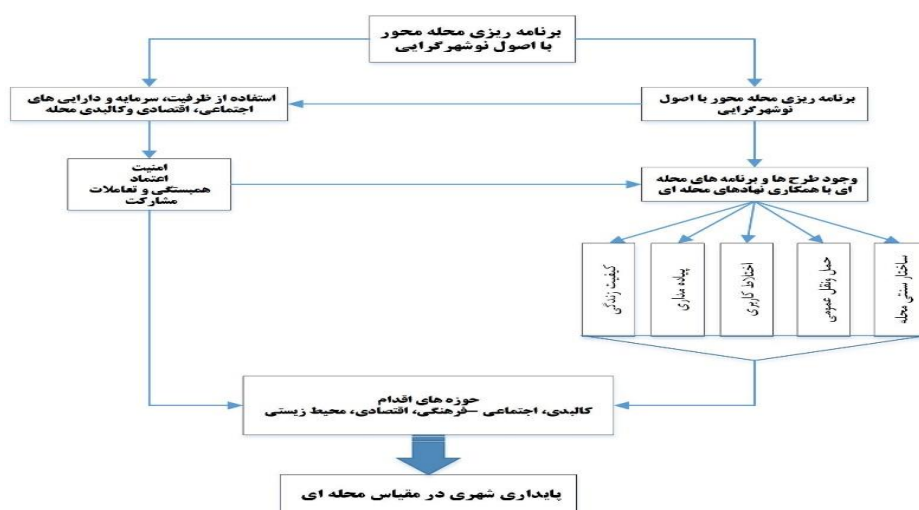 برنامه ریزی محله محور
با اصول نوشهرگرایی
برنامه ریزی محله محور با اصول
نوشهرگرایی
استفاده از ظرفیت، سرمایه و دارایی های
اجتماعی، اقتصادی وکالبدی محله
وجود طرح ها و برنامه های محله
ای با همکاری نهادهای محله ای
امنیت
اعتماد
همبستگی و تعاملات
مشارکت
ساختار سنتی محله
حمل ونقل عمومی
اختلاط کاربری
پیاده مداری
کیفیت زندگی
حوزه های اقدام
کالبدی، اجتماعی –فرهنگی، اقتصادی، محیط زیستی
پایداری شهری در مقیاس محله ای